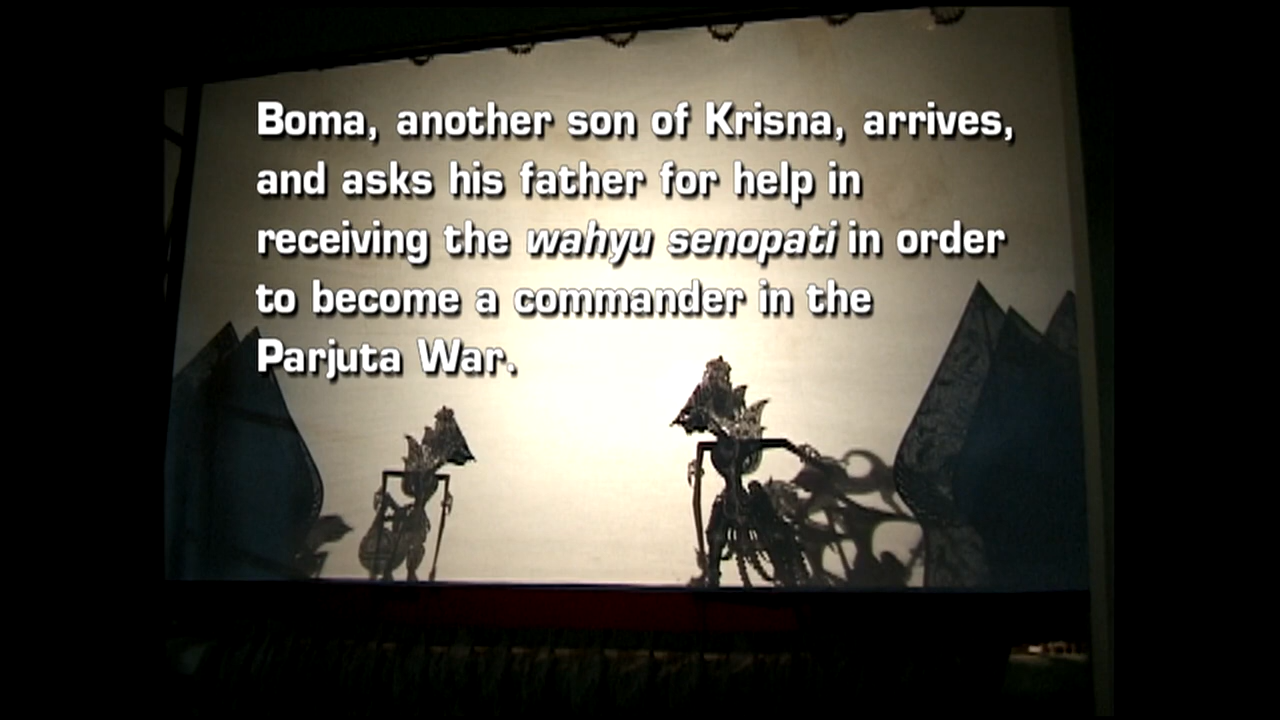 Boma, another son of Krisna, arrives,
and asks his father for help in
receiving the wahyu senopati in order
to become a commander in the
Parjuta War.